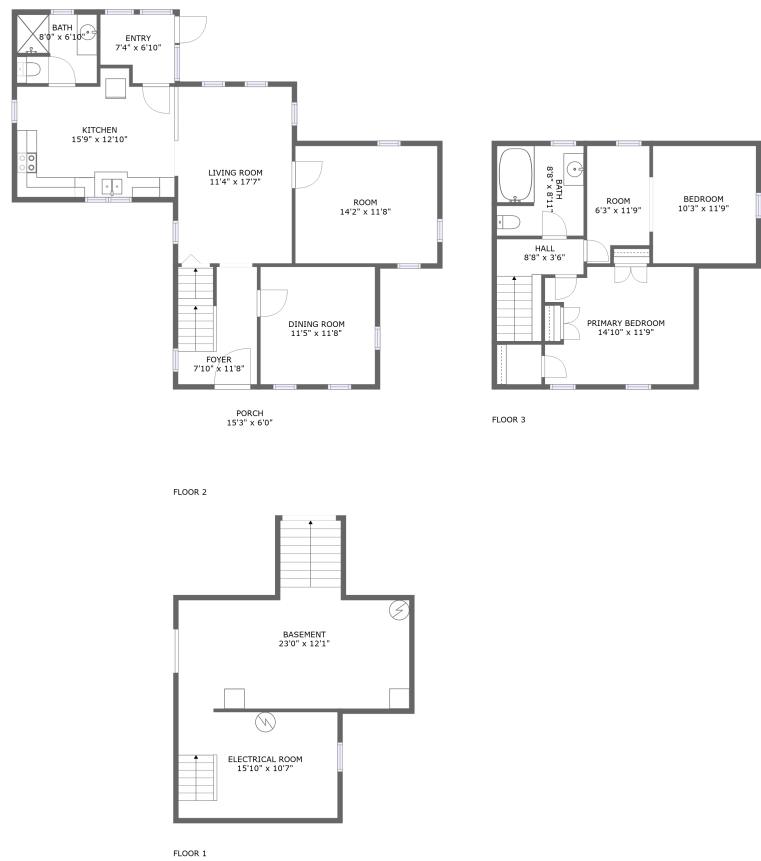 BATH
8'0" x 6'10"
ENTRY
7'4" x 6'10"
KITCHEN
15'9" x 12'10"
LIVING ROOM
11'4" x 17'7"
ROOM
14'2" x 11'8"
DINING ROOM
11'5" x 11'8"
FOYER
7'10" x 11'8"
PORCH
15'3" x 6'0"
FLOOR 2
BATH
8'8" x 8'11"
ROOM
6'3" x 11'9"
BEDROOM
10'3" x 11'9"
HALL
8'8" x 3'6"
PRIMARY BEDROOM
14'10" x 11'9"
FLOOR 3
BASEMENT
23'0" x 12'1"
ELECTRICAL ROOM
15'10" x 10'7"
FLOOR 1